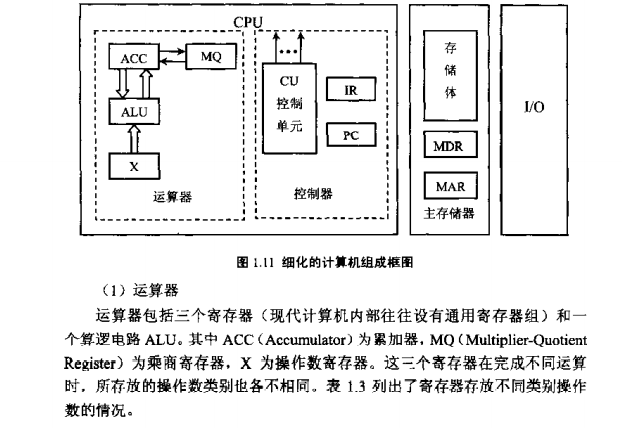 CPU
ACC
MQ
ALU
X
运算器
CU
控制
单元
IR
PC
控制器
存
储
体
MDR
MAR
主存储器
I/O
图 1.11 细化的计算机组成框图
(1)运算器
运算器包括三个寄存器(现代计算机内部往往设有通用寄存器组)和一
个算逻电路 ALU。其中 ACC(Accumulator)为累加器,MQ(Multiplier-Quotient
Register)为乘商寄存器,X 为操作数寄存器。这三个寄存器在完成不同运算
时,所存放的操作数类别也各不相同。表 1.3 列出了寄存器存放不同类别操作
数的情况。